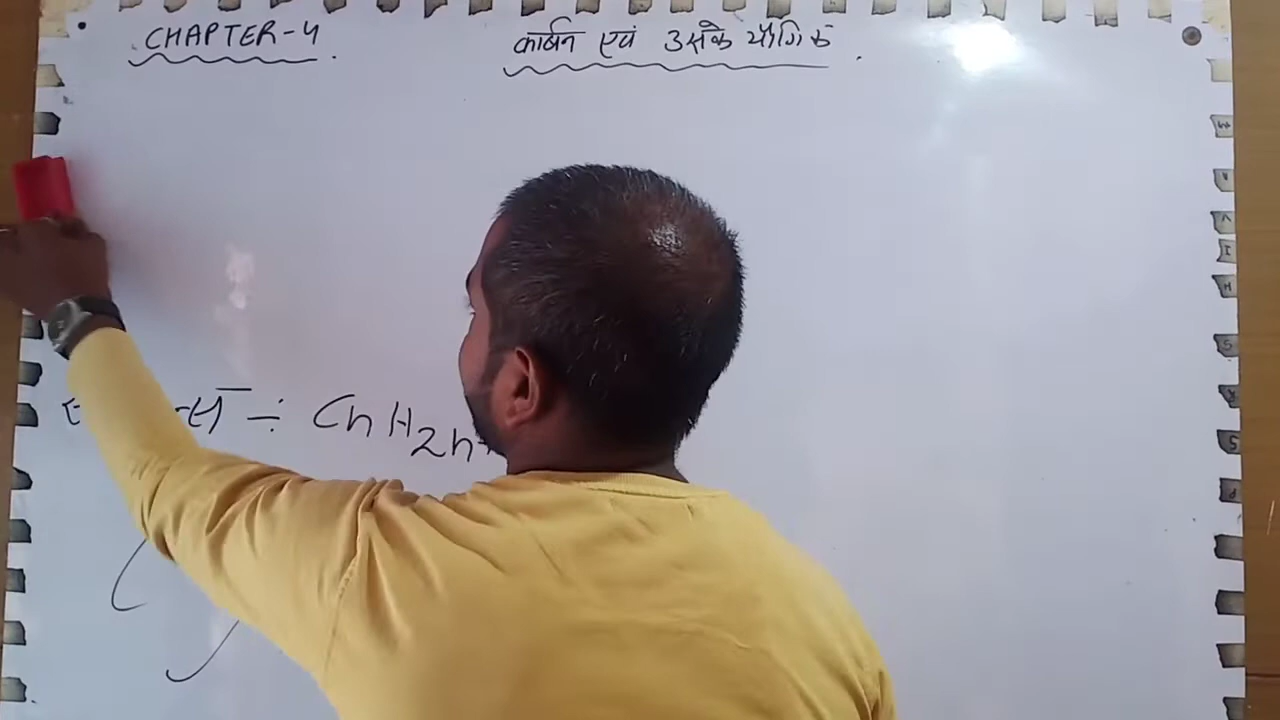 CHAPTER-4 कार्बन एवं उसके यौगिक
÷ CnH2n